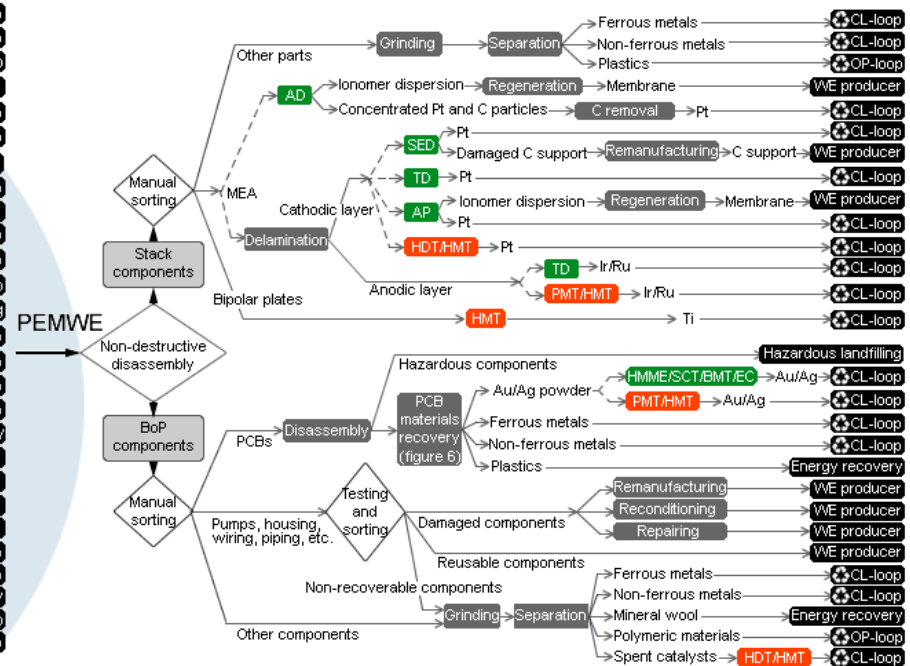 Other parts
Grinding
Separation
Ferrous metals
CL-loop
Non-ferrous metals
CL-loop
Plastics
OP-loop
AD
Ionomer dispersion
Regeneration
Membrane
WE producer
Concentrated Pt and C particles
C removal
Pt
CL-loop
SED
Pt
CL-loop
Damaged C support
Remanufacturing
C support
WE producer
TD
Pt
CL-loop
Manual
sorting
MEA
Cathodic layer
AP
Ionomer dispersion
Regeneration
Membrane
WE producer
Pt
CL-loop
Delamination
HDT/HMT
Pt
CL-loop
Stack
components
Anodic layer
TD
Ir/Ru
CL-loop
PMT/HMT
Ir/Ru
CL-loop
Bipolar plates
HMT
Ti
CL-loop
PEMWE
Non-destructive
disassembly
Hazardous components
Hazardous landfilling
BoP
components
PCBs
Disassembly
PCB
materials
recovery
(figure 6)
Au/Ag powder
HMME/SCT/BMT/EC
Au/Ag
CL-loop
PMT/HMT
Au/Ag
CL-loop
Ferrous metals
CL-loop
Non-ferrous metals
CL-loop
Plastics
Energy recovery
Manual
sorting
Pumps, housing,
wiring, piping, etc.
Testing
and
sorting
Damaged components
Remanufacturing
WE producer
Reconditioning
WE producer
Repairing
WE producer
Reusable components
WE producer
Non-recoverable components
Other components
Grinding
Separation
Ferrous metals
CL-loop
Non-ferrous metals
CL-loop
Mineral wool
Energy recovery
Polymeric materials
OP-loop
Spent catalysts
HDT/HMT
CL-loop